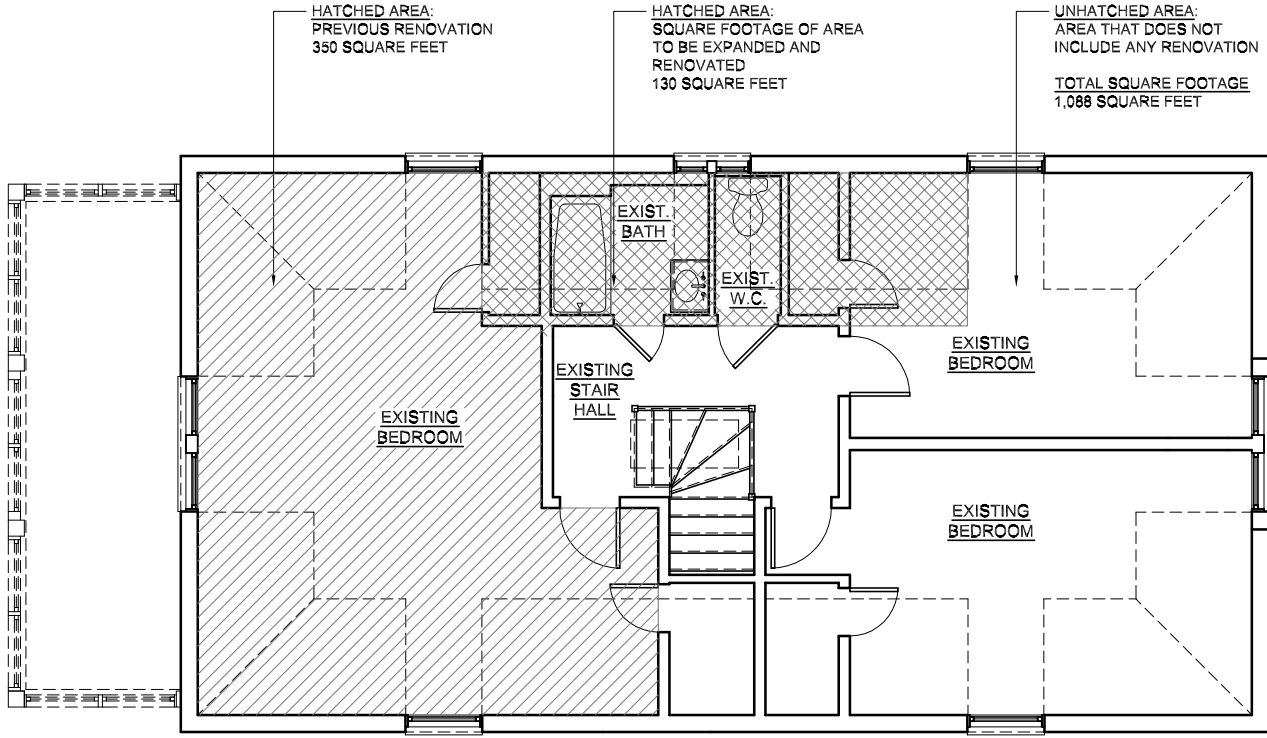 HATCHED AREA:
PREVIOUS RENOVATION
350 SQUARE FEET
HATCHED AREA:
SQUARE FOOTAGE OF AREA
TO BE EXPANDED AND
RENOVATED
130 SQUARE FEET
UNHATCHED AREA:
AREA THAT DOES NOT
INCLUDE ANY RENOVATION
TOTAL SQUARE FOOTAGE
1,088 SQUARE FEET
EXIST.
BATH
EXIST.
W.C.
EXISTING
BEDROOM
EXISTING
STAIR
HALL
EXISTING
BEDROOM
EXISTING
BEDROOM